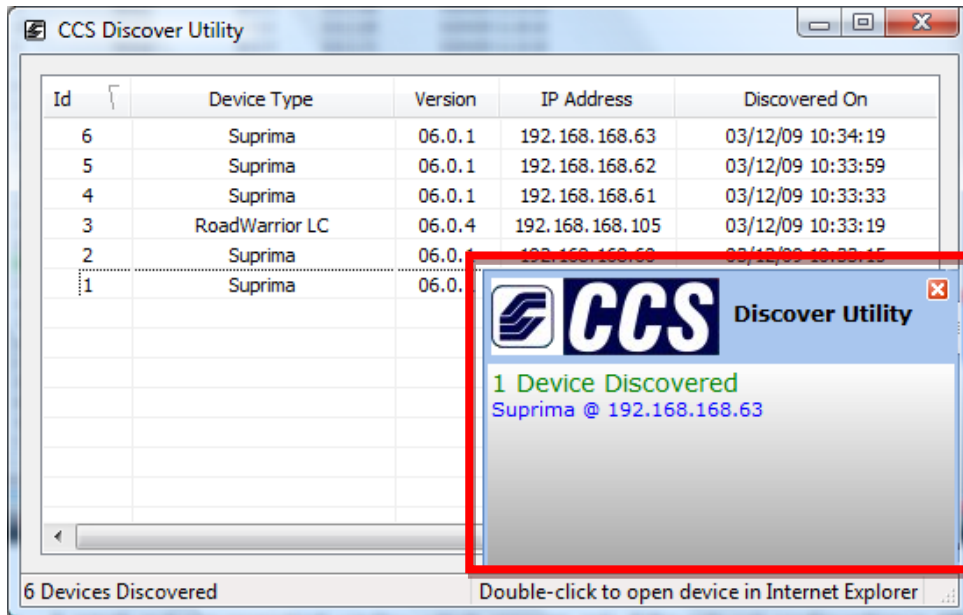 CCS Discover Utility
Id Device Type Version IP Address Discovered On
6 Suprima 06.0.1 192.168.168.63 03/12/09 10:34:19
5 Suprima 06.0.1 192.168.168.62 03/12/09 10:33:59
4 Suprima 06.0.1 192.168.168.61 03/12/09 10:33:33
3 RoadWarrior LC 06.0.4 192.168.168.105 03/12/09 10:33:19
2 Suprima
1 Suprima
CCS Discover Utility
1 Device Discovered
Suprima @ 192.168.168.63
6 Devices Discovered Double-click to open device in Internet Explorer